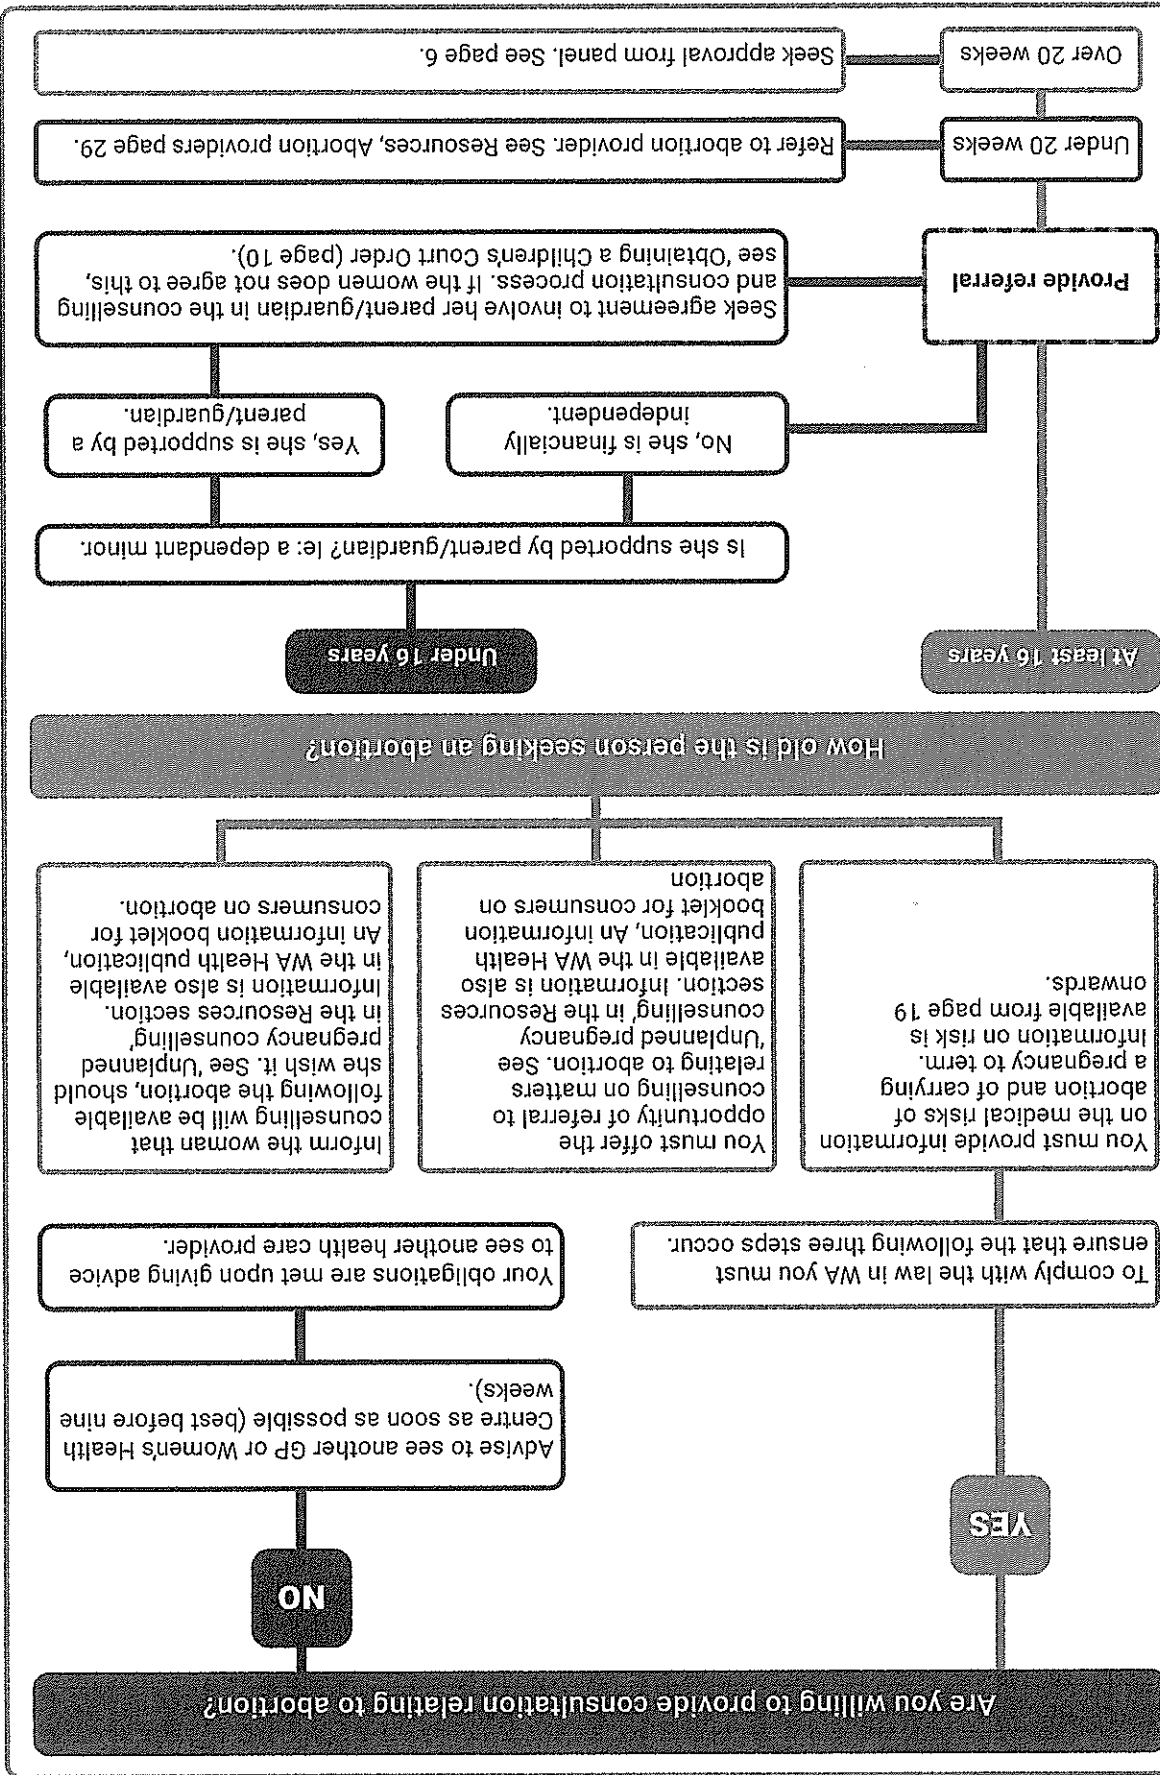 Are you willing to provide consultation relating to abortion?
YES
NO
To comply with the law in WA you must
ensure that the following three steps occur.
Advise to see another GP or Women's Health
Centre as soon as possible (best before nine
weeks).
Your obligations are met upon giving advice
to see another health care provider.
You must provide information
on the medical risks of
abortion and of carrying
a pregnancy to term.
Information on risk is
available from page 19
onwards.
You must offer the
opportunity of referral to
counselling on matters
relating to abortion. See
'Unplanned pregnancy
counselling' in the Resources
section. Information is also
available in the WA Health
publication, An information
booklet for consumers on
abortion
Inform the woman that
counselling will be available
following the abortion, should
she wish it. See 'Unplanned
pregnancy counselling'
in the Resources section.
Information is also available
in the WA Health publication,
An information booklet for
consumers on abortion.
How old is the person seeking an abortion?
At least 16 years
Under 16 years
Is she supported by parent/guardian? Ie: a dependant minor.
No, she is financially
independent.
Yes, she is supported by a
parent/guardian.
Provide referral
Seek agreement to involve her parent/guardian in the counselling
and consultation process. If the women does not agree to this,
see 'Obtaining a Children's Court Order (page 10).
Under 20 weeks
Refer to abortion provider. See Resources, Abortion providers page 29.
Over 20 weeks
Seek approval from panel. See page 6.